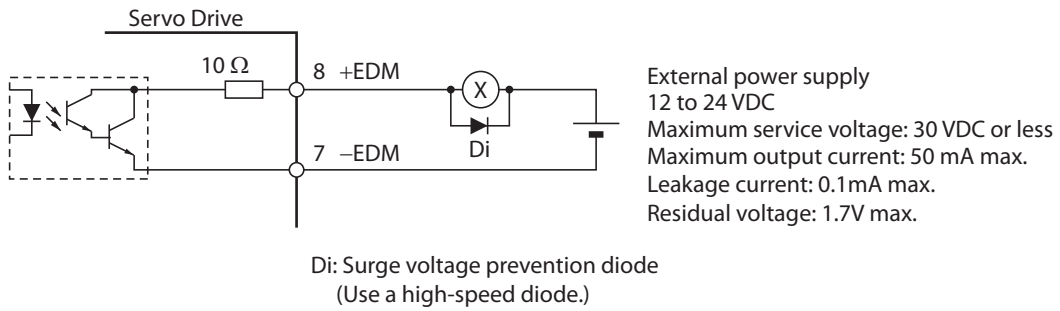 Servo Drive
10 Ω
8 +EDM
X
Di
7 −EDM
External power supply
12 to 24 VDC
Maximum service voltage: 30 VDC or less
Maximum output current: 50 mA max.
Leakage current: 0.1mA max.
Residual voltage: 1.7V max.
Di: Surge voltage prevention diode
(Use a high-speed diode.)